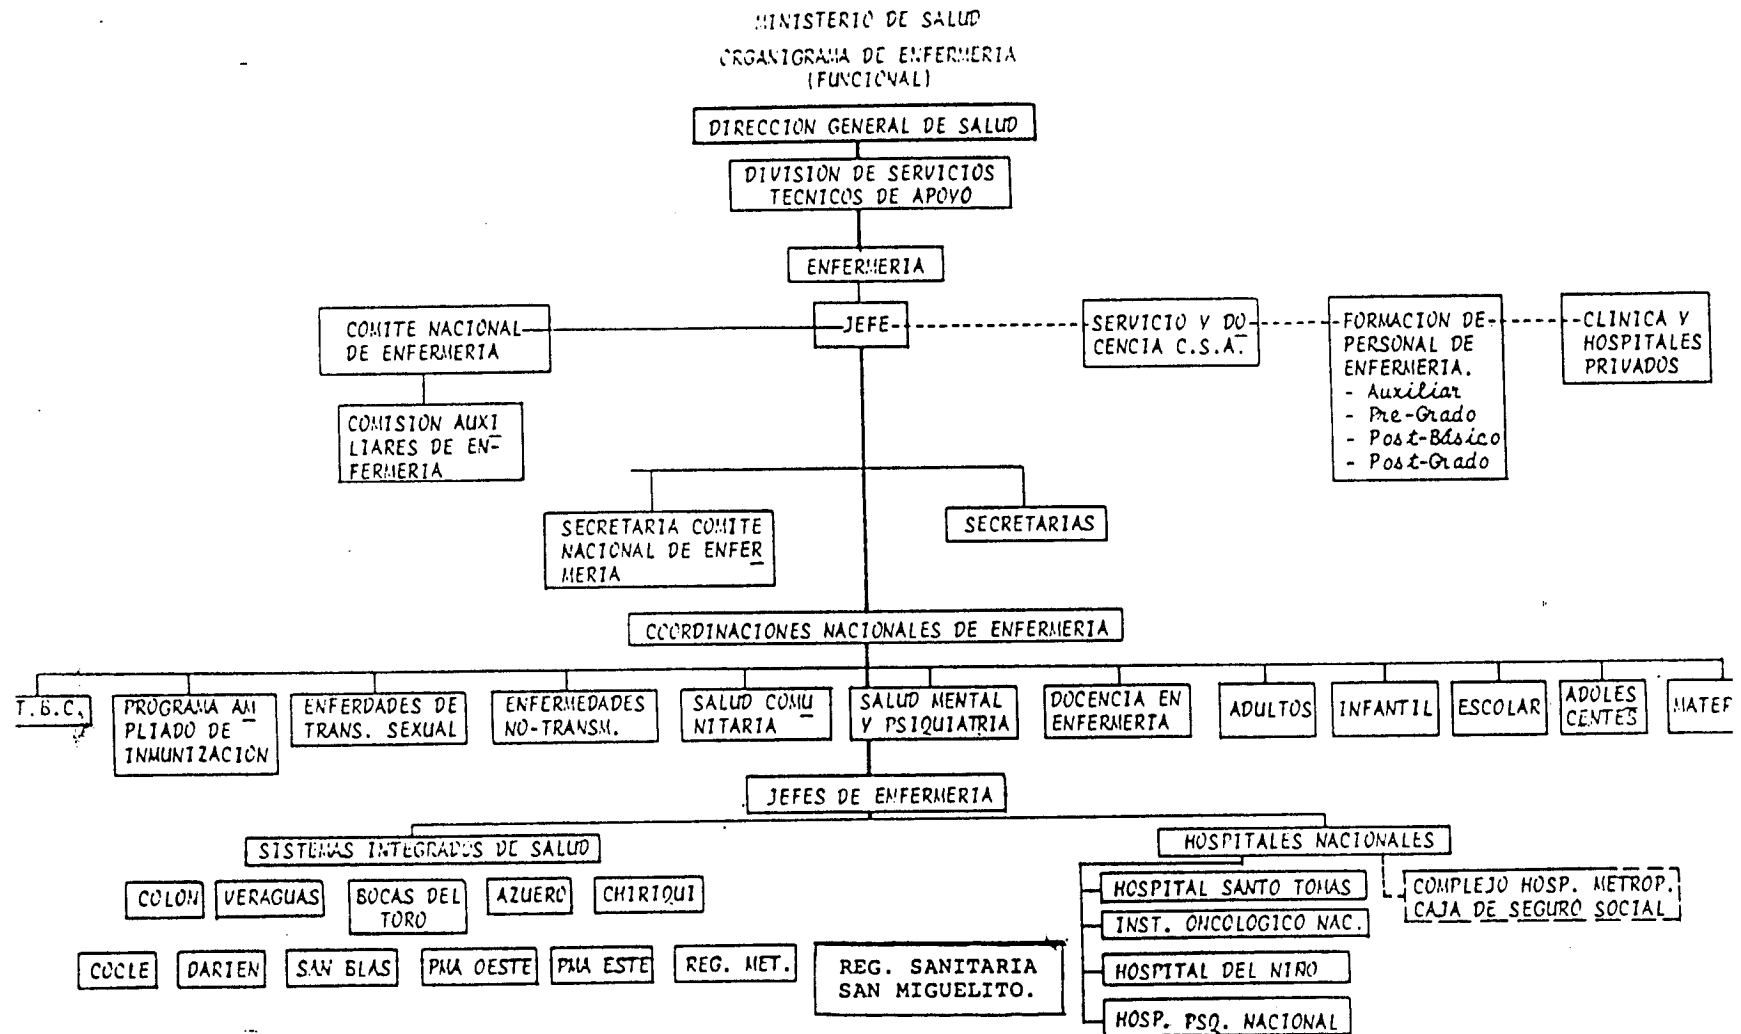 MINISTERIO DE SALUD
ORGANIGRAMA DE ENFERMERIA
(FUNCIONAL)
DIRECCION GENERAL DE SALUD
DIVISION DE SERVICIOS
TECNICOS DE APOYO
ENFERMERIA
JEFE
COMITE NACIONAL
DE ENFERMERIA
COMISION AUXI
LIARES DE EN-
FERMERIA
SERVICIO Y DO
CENCIA C.S.A.
FORMACION DE
PERSONAL DE
ENFERMERIA.
- Auxiliar
- Pre-Grado
- Post-Básico
- Post-Grado
CLINICA Y
HOSPITALES
PRIVADOS
SECRETARIA COMITE
NACIONAL DE ENFER
MERIA
SECRETARIAS
COORDINACIONES NACIONALES DE ENFERMERIA
T.B.C.
PROGRAMA AM
PLIADO DE
INMUNIZACIÓN
ENFERDADES DE
TRANS. SEXUAL
ENFERMEDADES
NO-TRANSM.
SALUD COMU
NITARIA
SALUD MENTAL
Y PSIQUIATRIA
DOCENCIA EN
ENFERMERIA
ADULTOS
INFANTIL
ESCOLAR
ADOLES
CENTES
MATER
JEFES DE ENFERMERIA
SISTEMAS INTEGRADOS DE SALUD
COLON
VERAGUAS
BOCAS DEL
TORO
AZUERO
CHIRIQUI
COCLE
DARIEN
SAN BLAS
PMA OESTE
PMA ESTE
REG. MET.
REG. SANITARIA
SAN MIGUELITO.
HOSPITALES NACIONALES
HOSPITAL SANTO TOMAS
INST. ONCOLOGICO NAC.
HOSPITAL DEL NIÑO
HOSP. PSQ. NACIONAL
COMPLEJO HOSP. METROP.
CAJA DE SEGURO SOCIAL